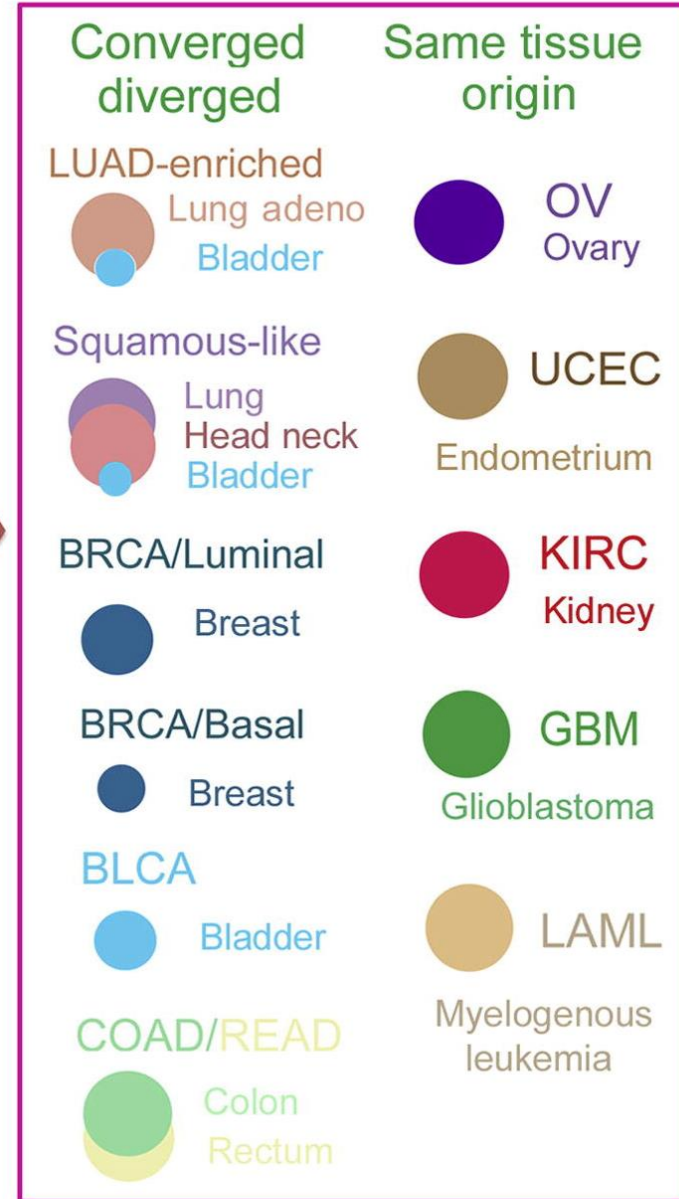 Converged
diverged
LUAD-enriched
Lung adeno
Bladder
Squamous-like
Lung
Head neck
Bladder
BRCA/Luminal
Breast
BRCA/Basal
Breast
BLCA
Bladder
COAD/READ
Colon
Rectum
Same tissue
origin
OV
Ovary
UCEC
Endometrium
KIRC
Kidney
GBM
Glioblastoma
LAML
Myelogenous
leukemia